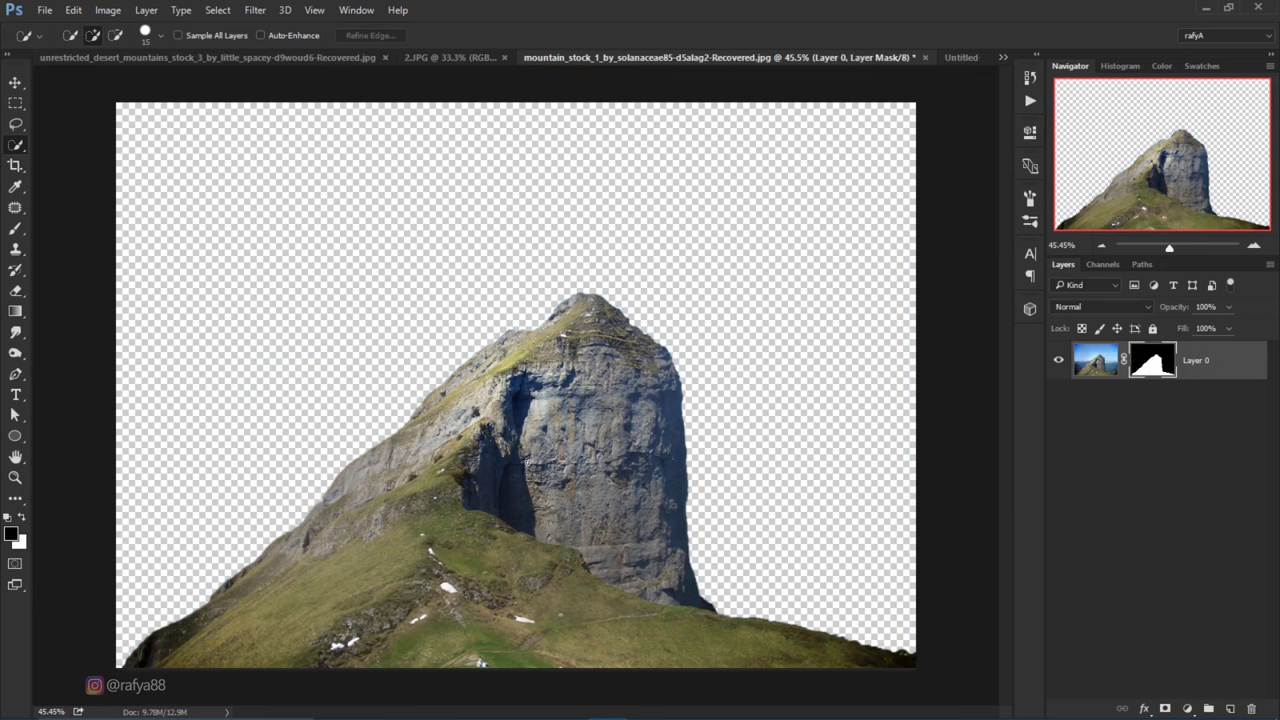 Ps File Edit Image Layer Type Select Filter 3D View Window Help
15 Sample All Layers Auto-Enhance Refine Edge... rafyA
unrestricted_desert_mountains_stock_3_by_little_spacey-d9woud6-Recovered.jpg × 2.JPG @ 33.3% (RGB... × mountain_stock_1_by_solanaceae85-d5alag2-Recovered.jpg @ 45.5% (Layer 0, Layer Mask/8) * × Untitled
Navigator Histogram Color Swatches
45.45%
Layers Channels Paths
Kind
Normal Opacity: 100%
Lock: Fill: 100%
Layer 0
@rafya88
45.45% Doc: 9.78M/12.9M